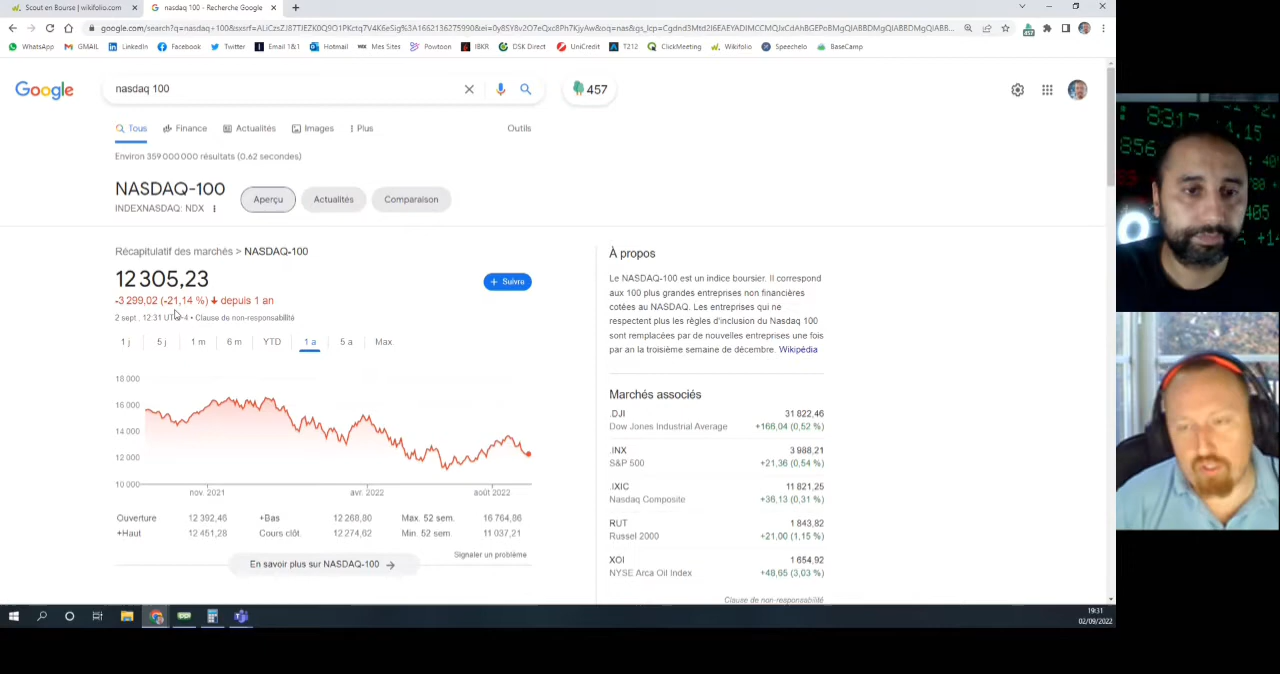 Scout en Bourse | wikifolio.com
nasdaq 100 - Recherche Google
WhatsApp GMAIL LinkedIn Facebook Twitter Email 1&1 Hotmail Mes Sites Powtoon IBKR DSK Direct UniCredit T212 ClickMeeting Wikifolio Speechelo BaseCamp
Google
nasdaq 100
457
Tous Finance Actualités Images Plus Outils
Environ 359 000 000 résultats (0,62 secondes)
NASDAQ-100
INDEXNASDAQ: NDX
Aperçu Actualités Comparaison
Récapitulatif des marchés > NASDAQ-100
12 305,23
-3 299,02 (-21,14 %) depuis 1 an
2 sept., 12:31 UTC-4 • Clause de non-responsabilité
+ Suivre
1 j 5 j 1 m 6 m YTD 1 a 5 a Max
18 000
16 000
14 000
12 000
10 000
nov. 2021 avr. 2022 août 2022
Ouverture 12 392,46 +Bas 12 268,80 Max. 52 sem. 16 764,86
+Haut 12 451,28 Cours clôt. 12 274,62 Min. 52 sem. 11 037,21
Signaler un problème
En savoir plus sur NASDAQ-100 →
À propos
Le NASDAQ-100 est un indice boursier. Il correspond
aux 100 plus grandes entreprises non financières
cotées au NASDAQ. Les entreprises qui ne
respectent plus les règles d'inclusion du Nasdaq 100
sont remplacées par de nouvelles entreprises une fois
par an la troisième semaine de décembre. Wikipédia
Marchés associés
.DJI 31 822,46
Dow Jones Industrial Average +166,04 (0,52 %)
.INX 3 988,21
S&P 500 +21,36 (0,54 %)
.IXIC 11 821,25
Nasdaq Composite +36,13 (0,31 %)
RUT 1 843,82
Russel 2000 +21,00 (1,15 %)
XOI 1 654,92
NYSE Arca Oil Index +48,65 (3,03 %)
Clause de non-responsabilité
19:31
02/09/2022
8317
4.15
856
405